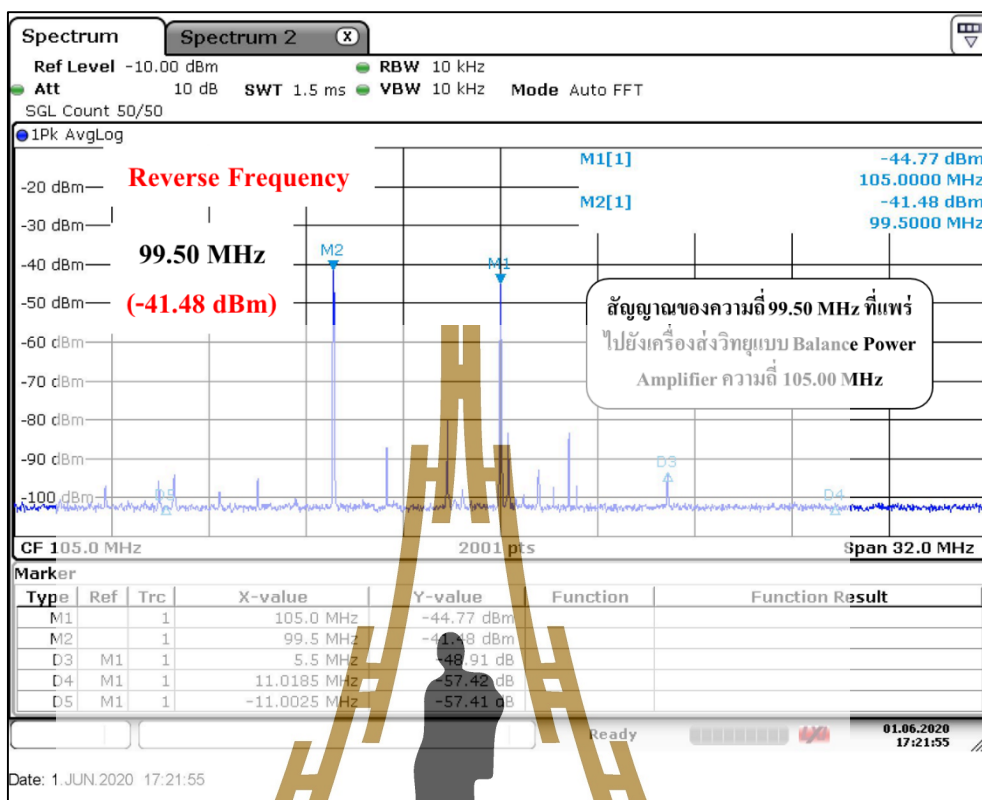 Spectrum Spectrum 2 X
Ref Level -10.00 dBm RBW 10 kHz
Att 10 dB SWT 1.5 ms VBW 10 kHz Mode Auto FFT
SGL Count 50/50
1Pk AvgLog
M1[1] -44.77 dBm
105.0000 MHz
M2[1] -41.48 dBm
99.5000 MHz
Reverse Frequency
99.50 MHz
(-41.48 dBm)
-20 dBm
-30 dBm
-40 dBm
-50 dBm
-60 dBm
-70 dBm
-80 dBm
-90 dBm
-100 dBm
M2
M1
สัญญาณของความถี่ 99.50 MHz ที่แพร่
ไปยังเครื่องส่งวิทยุแบบ Balance Power
Amplifier ความถี่ 105.00 MHz
D3
D5
D4
CF 105.0 MHz 2001 pts Span 32.0 MHz
Marker
Type Ref Trc X-value Y-value Function Function Result
M1 1 105.0 MHz -44.77 dBm
M2 1 99.5 MHz -41.48 dBm
D3 M1 1 5.5 MHz -48.91 dB
D4 M1 1 11.0185 MHz -57.42 dB
D5 M1 1 -11.0025 MHz -57.41 dB
Ready 01.06.2020
17:21:55
Date: 1.JUN.2020 17:21:55